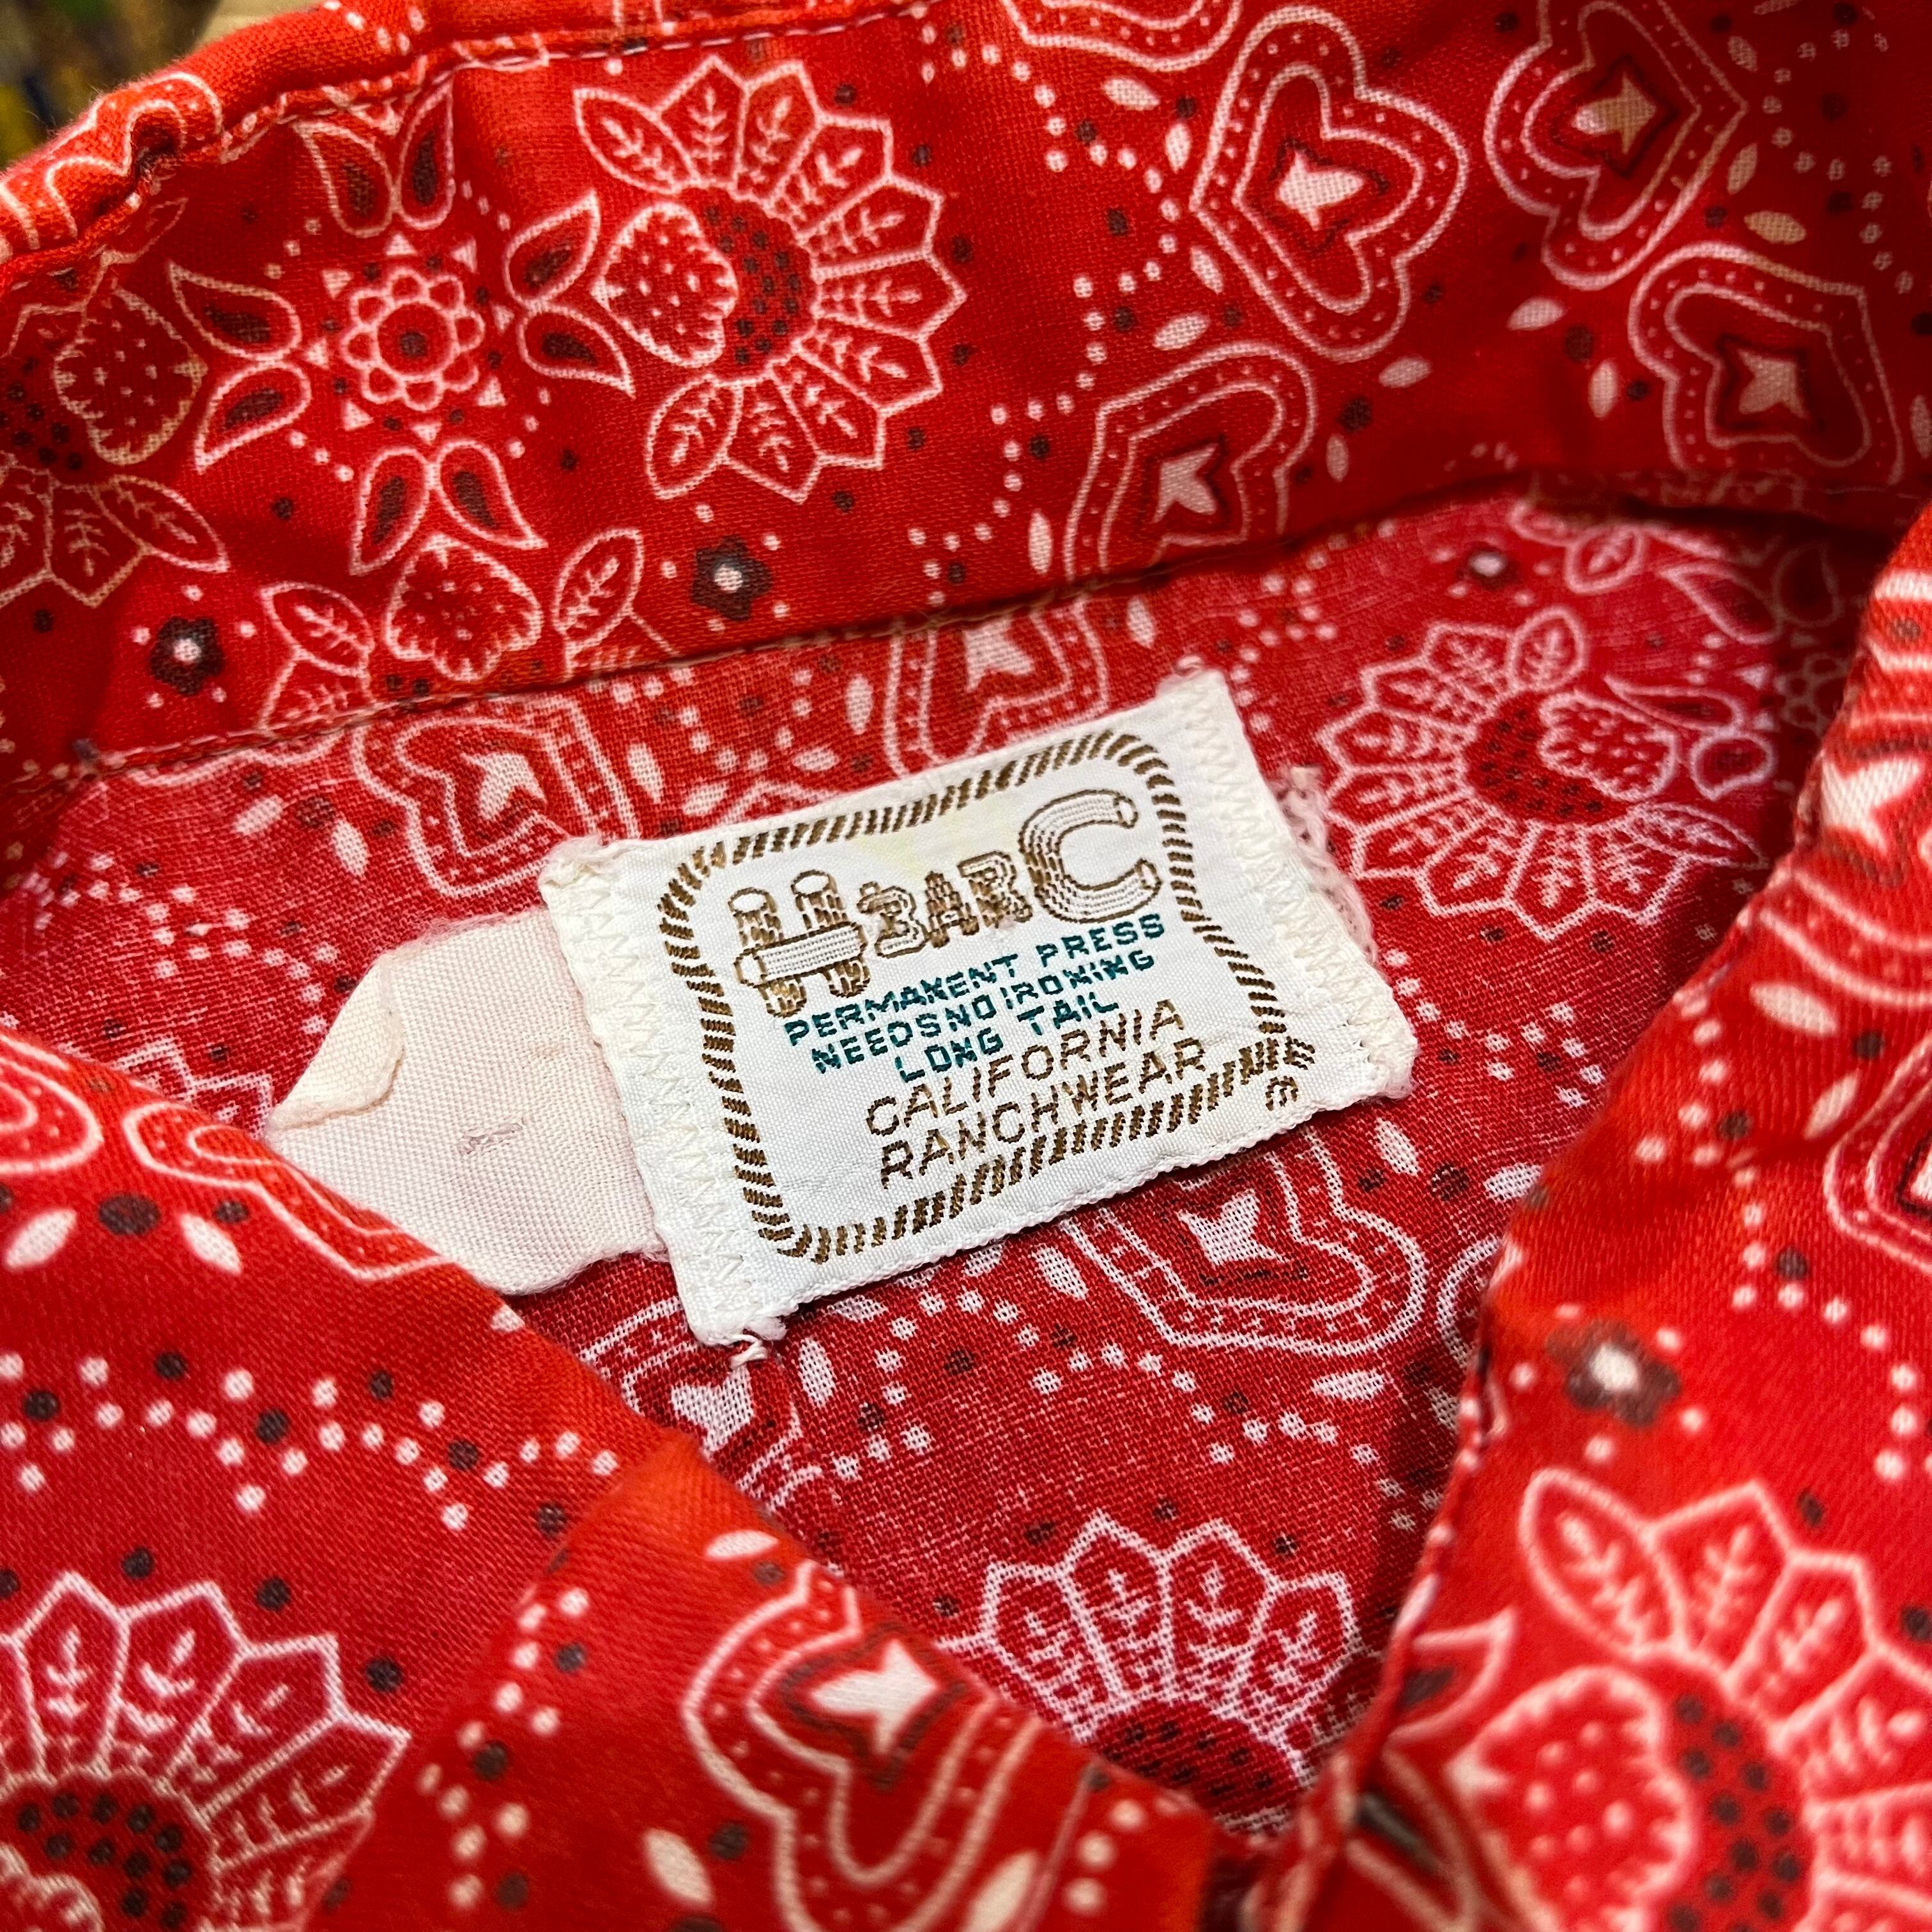 H BAR C
PERMANENT PRESS
NEEDS NO IRONING
LONG TAIL
CALIFORNIA
RANCHWEAR